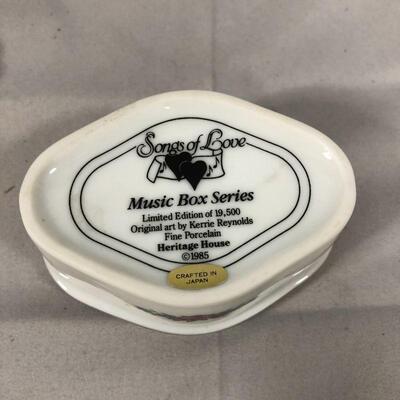 Songs of Love
Music Box Series
Limited Edition of 19,500
Original art by Kerrie Reynolds
Fine Porcelain
Heritage House
©1985
CRAFTED IN
JAPAN